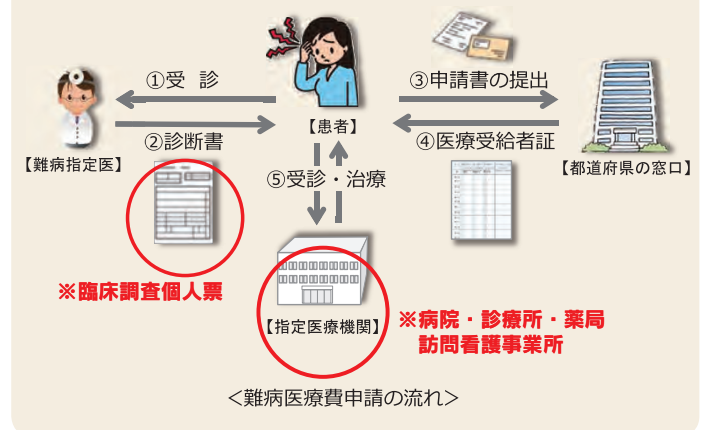 ①受 診
③申請書の提出
【患者】
②診断書
④医療受給者証
【難病指定医】
【都道府県の窓口】
⑤受診・治療
※臨床調査個人票
【指定医療機関】
※病院・診療所・薬局
訪問看護事業所
＜難病医療費申請の流れ＞